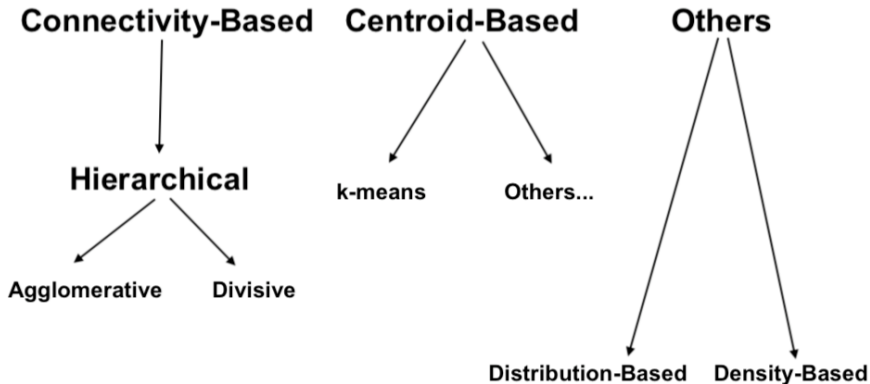 Connectivity-Based Centroid-Based Others
Hierarchical
k-means Others...
Agglomerative Divisive
Distribution-Based Density-Based